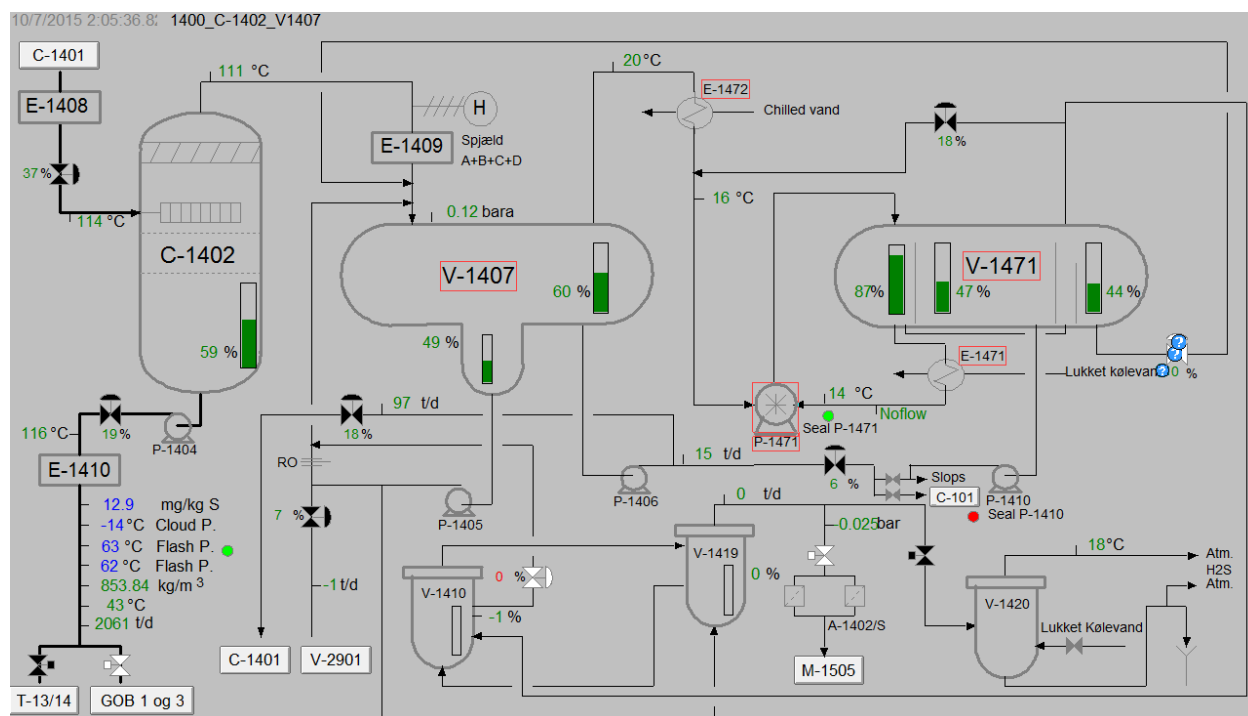 10/7/2015 2:05:36.8 1400_C-1402_V1407
C-1401
E-1408
37 %
114 °C
111 °C
C-1402
59 %
P-1404
19 %
116 °C
E-1410
12.9 mg/kg S
-14 °C Cloud P.
63 °C Flash P.
62 °C Flash P.
853.84 kg/m 3
43 °C
2061 t/d
T-13/14
GOB 1 og 3
H
Spjæld
A+B+C+D
E-1409
0.12 bara
V-1407
60 %
49 %
20 °C
E-1472
Chilled vand
18 %
16 °C
V-1471
87%
47 %
44 %
E-1471
Lukket kølevand
0 %
14 °C
Noflow
Seal P-1471
P-1471
97 t/d
18 %
RO
7 %
-1 t/d
C-1401
V-2901
P-1405
P-1406
15 t/d
6 %
Slops
C-101
P-1410
Seal P-1410
0 t/d
-0.025 bar
V-1419
0 %
V-1410
0 %
-1 %
A-1402/S
M-1505
18 °C
Atm.
H2S
Atm.
V-1420
Lukket Kølevand